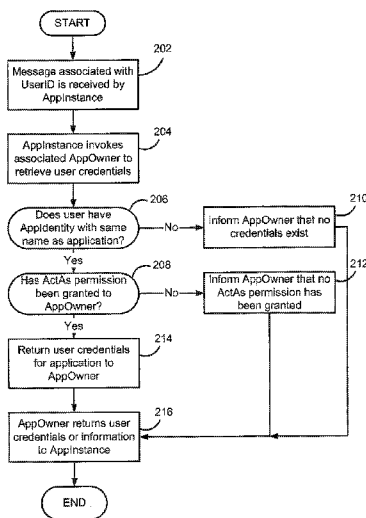 START
202
Message associated with
UserID is received by
AppInstance
204
AppInstance invokes
associated AppOwner to
retrieve user credentials
206
Does user have
AppIdentity with same
name as application?
No
210
Inform AppOwner that no
credentials exist
Yes
208
Has ActAs permission
been granted to
AppOwner?
No
212
Inform AppOwner that no
ActAs permission has
been granted
Yes
214
Return user credentials
for application to
AppOwner
216
AppOwner returns user
credentials or information
to AppInstance
END